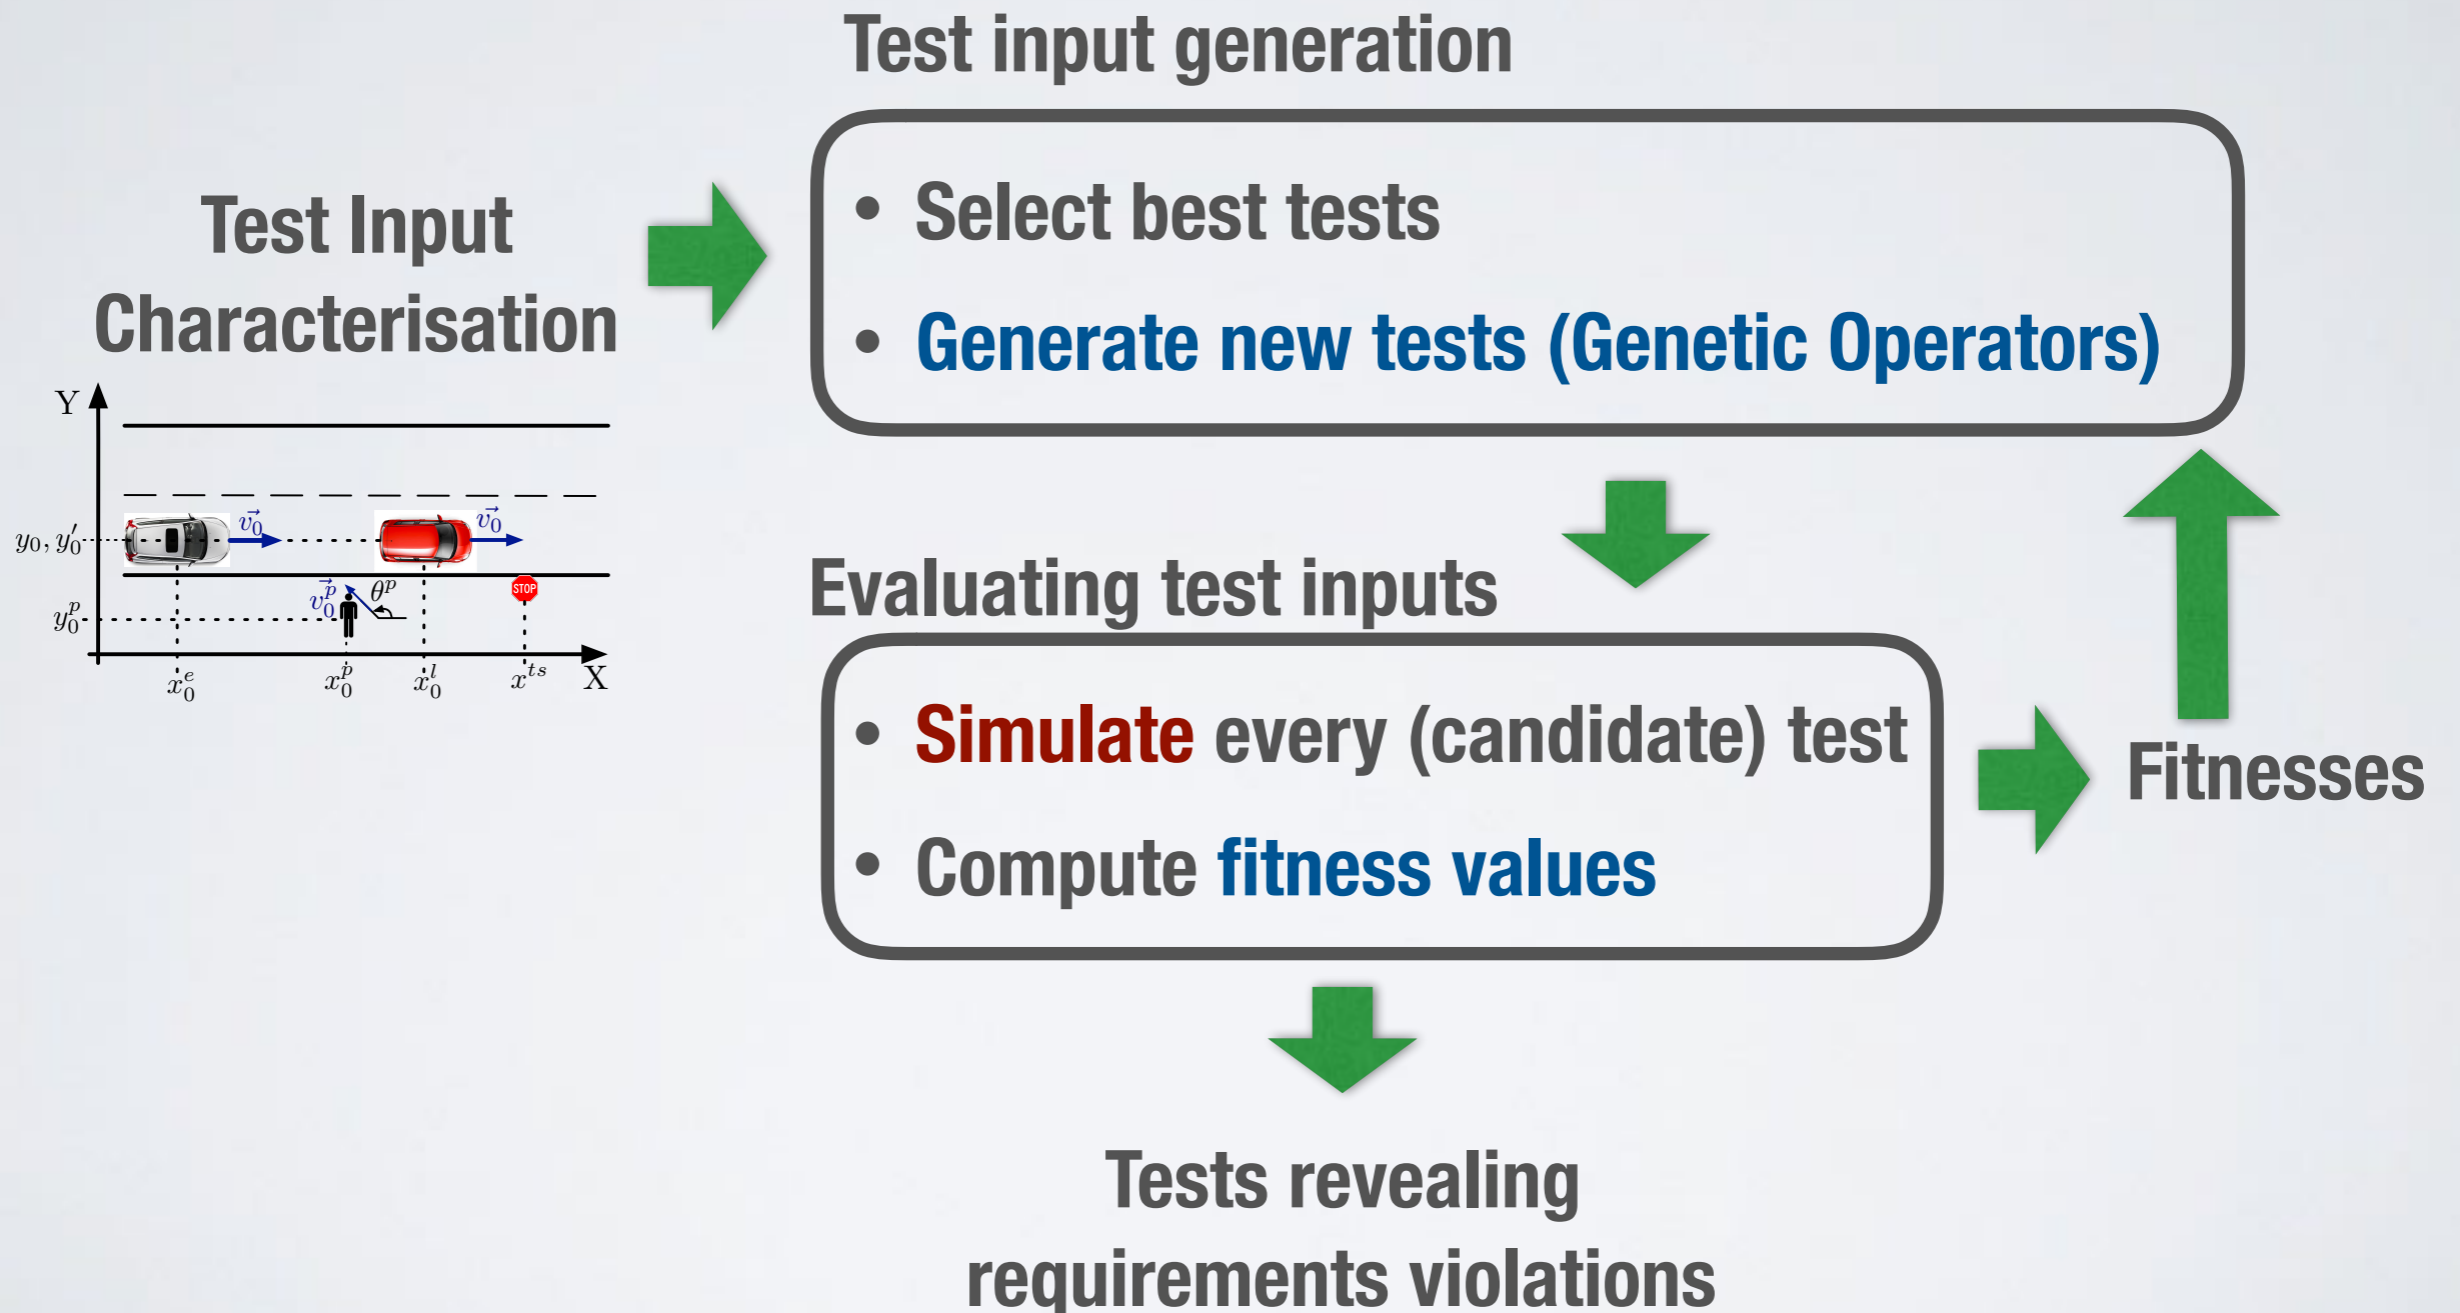 Test input generation
Test Input
Characterisation
• Select best tests
• Generate new tests (Genetic Operators)
Y
y₀, y₀′
v⃗₀
v⃗₀
v⃗₀ᵖ
θᵖ
STOP
y₀ᵖ
x₀ᵉ
x₀ᵖ
x₀ˡ
xᵗˢ
X
Evaluating test inputs
• Simulate every (candidate) test
• Compute fitness values
Fitnesses
Tests revealing
requirements violations